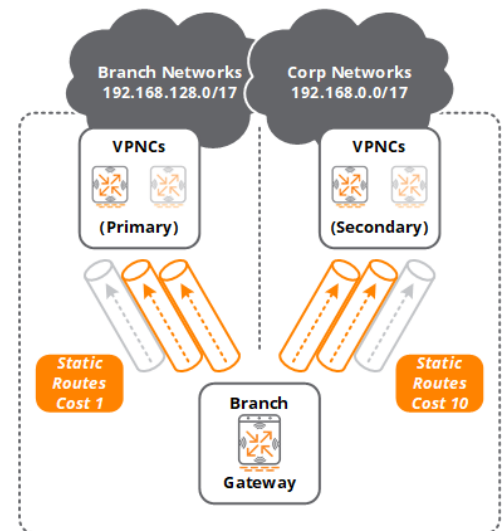 Branch Networks
192.168.128.0/17
Corp Networks
192.168.0.0/17
VPNCs
(Primary)
VPNCs
(Secondary)
Static
Routes
Cost 1
Static
Routes
Cost 10
Branch
Gateway